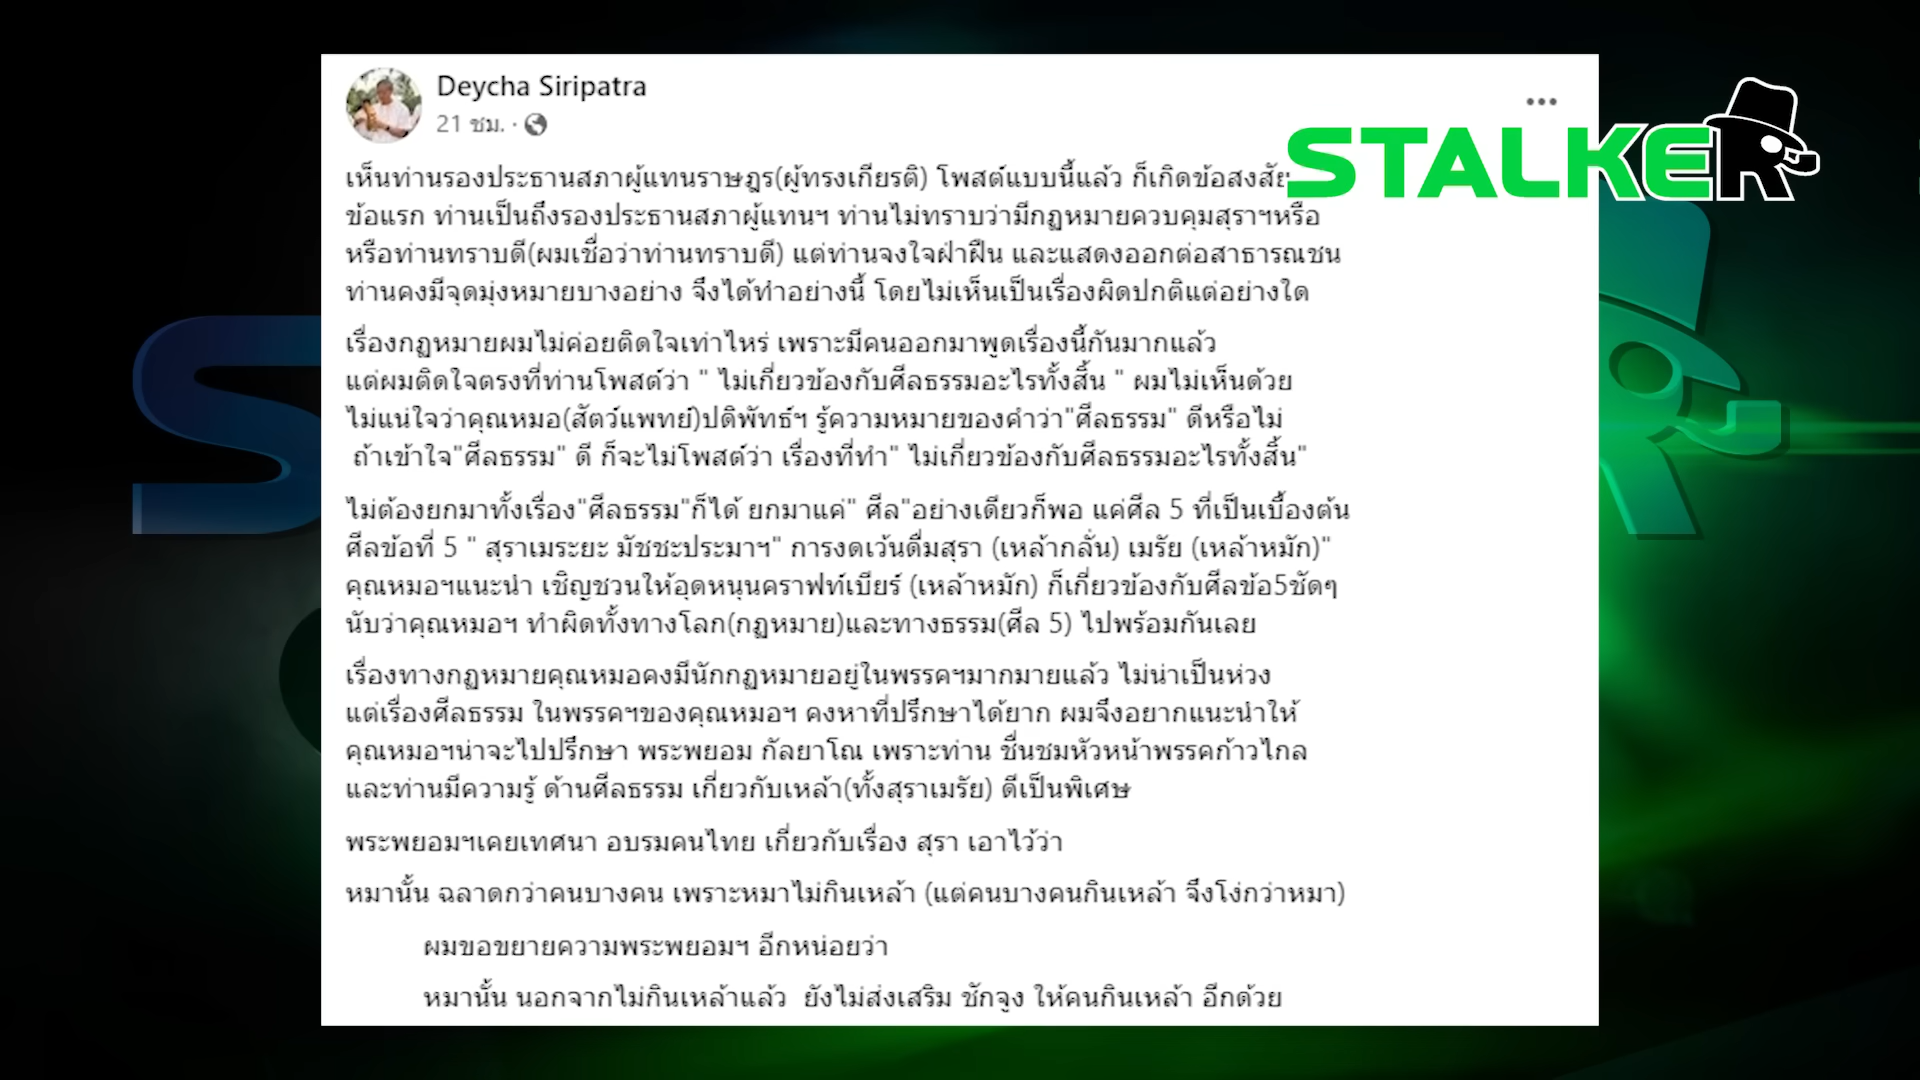 Deycha Siripatra
21 ชม. ·
STALKER
เห็นท่านรองประธานสภาผู้แทนราษฎร(ผู้ทรงเกียรติ) โพสต์แบบนี้แล้ว ก็เกิดข้อสงสัย
ข้อแรก ท่านเป็นถึงรองประธานสภาผู้แทนฯ ท่านไม่ทราบว่ามีกฎหมายควบคุมสุราฯหรือ
หรือท่านทราบดี(ผมเชื่อว่าท่านทราบดี) แต่ท่านจงใจฝ่าฝืน และแสดงออกต่อสาธารณชน
ท่านคงมีจุดมุ่งหมายบางอย่าง จึงได้ทำอย่างนี้ โดยไม่เห็นเป็นเรื่องผิดปกติแต่อย่างใด
เรื่องกฎหมายผมไม่ค่อยติดใจเท่าไหร่ เพราะมีคนออกมาพูดเรื่องนี้กันมากแล้ว
แต่ผมติดใจตรงที่ท่านโพสต์ว่า " ไม่เกี่ยวข้องกับศีลธรรมอะไรทั้งสิ้น " ผมไม่เห็นด้วย
ไม่แน่ใจว่าคุณหมอ(สัตว์แพทย์)ปดิพัทธ์ฯ รู้ความหมายของคำว่า"ศีลธรรม" ดีหรือไม่
ถ้าเข้าใจ"ศีลธรรม" ดี ก็จะไม่โพสต์ว่า เรื่องที่ทำ" ไม่เกี่ยวข้องกับศีลธรรมอะไรทั้งสิ้น"
ไม่ต้องยกมาทั้งเรื่อง"ศีลธรรม"ก็ได้ ยกมาแค่" ศีล"อย่างเดียวก็พอ แค่ศีล 5 ที่เป็นเบื้องต้น
ศีลข้อที่ 5 " สุราเมระยะ มัชชะประมาฯ" การงดเว้นดื่มสุรา (เหล้ากลั่น) เมรัย (เหล้าหมัก)"
คุณหมอฯแนะนำ เชิญชวนให้อุดหนุนคราฟท์เบียร์ (เหล้าหมัก) ก็เกี่ยวข้องกับศีลข้อ5ชัดๆ
นับว่าคุณหมอฯ ทำผิดทั้งทางโลก(กฎหมาย)และทางธรรม(ศีล 5) ไปพร้อมกันเลย
เรื่องทางกฎหมายคุณหมอคงมีนักกฎหมายอยู่ในพรรคฯมากมายแล้ว ไม่น่าเป็นห่วง
แต่เรื่องศีลธรรม ในพรรคฯของคุณหมอฯ คงหาที่ปรึกษาได้ยาก ผมจึงอยากแนะนำให้
คุณหมอฯน่าจะไปปรึกษา พระพยอม กัลยาโณ เพราะท่าน ชื่นชมหัวหน้าพรรคก้าวไกล
และท่านมีความรู้ ด้านศีลธรรม เกี่ยวกับเหล้า(ทั้งสุราเมรัย) ดีเป็นพิเศษ
พระพยอมฯเคยเทศนา อบรมคนไทย เกี่ยวกับเรื่อง สุรา เอาไว้ว่า
หมานั้น ฉลาดกว่าคนบางคน เพราะหมาไม่กินเหล้า (แต่คนบางคนกินเหล้า จึงโง่กว่าหมา)
ผมขอขยายความพระพยอมฯ อีกหน่อยว่า
หมานั้น นอกจากไม่กินเหล้าแล้ว ยังไม่ส่งเสริม ชักจูง ให้คนกินเหล้า อีกด้วย